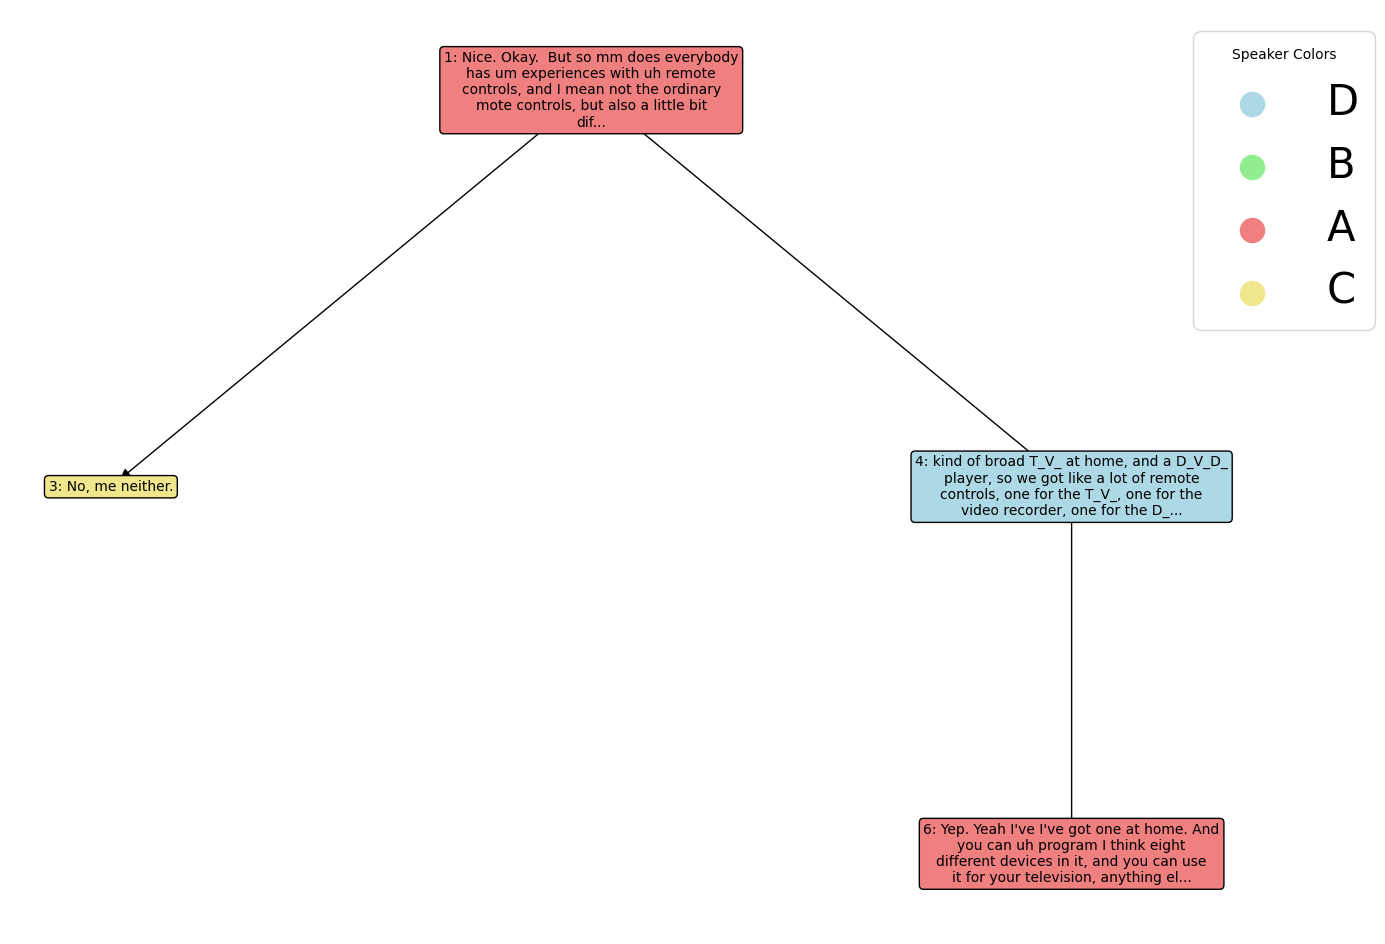 1: Nice. Okay.  But so mm does everybody
has um experiences with uh remote
controls, and I mean not the ordinary
mote controls, but also a little bit
dif...
Speaker Colors
D
B
A
C
3: No, me neither.
4: kind of broad T_V_ at home, and a D_V_D_
player, so we got like a lot of remote
controls, one for the T_V_, one for the
video recorder, one for the D_...
6: Yep. Yeah I've I've got one at home. And
you can uh program I think eight
different devices in it, and you can use
it for your television, anything el...